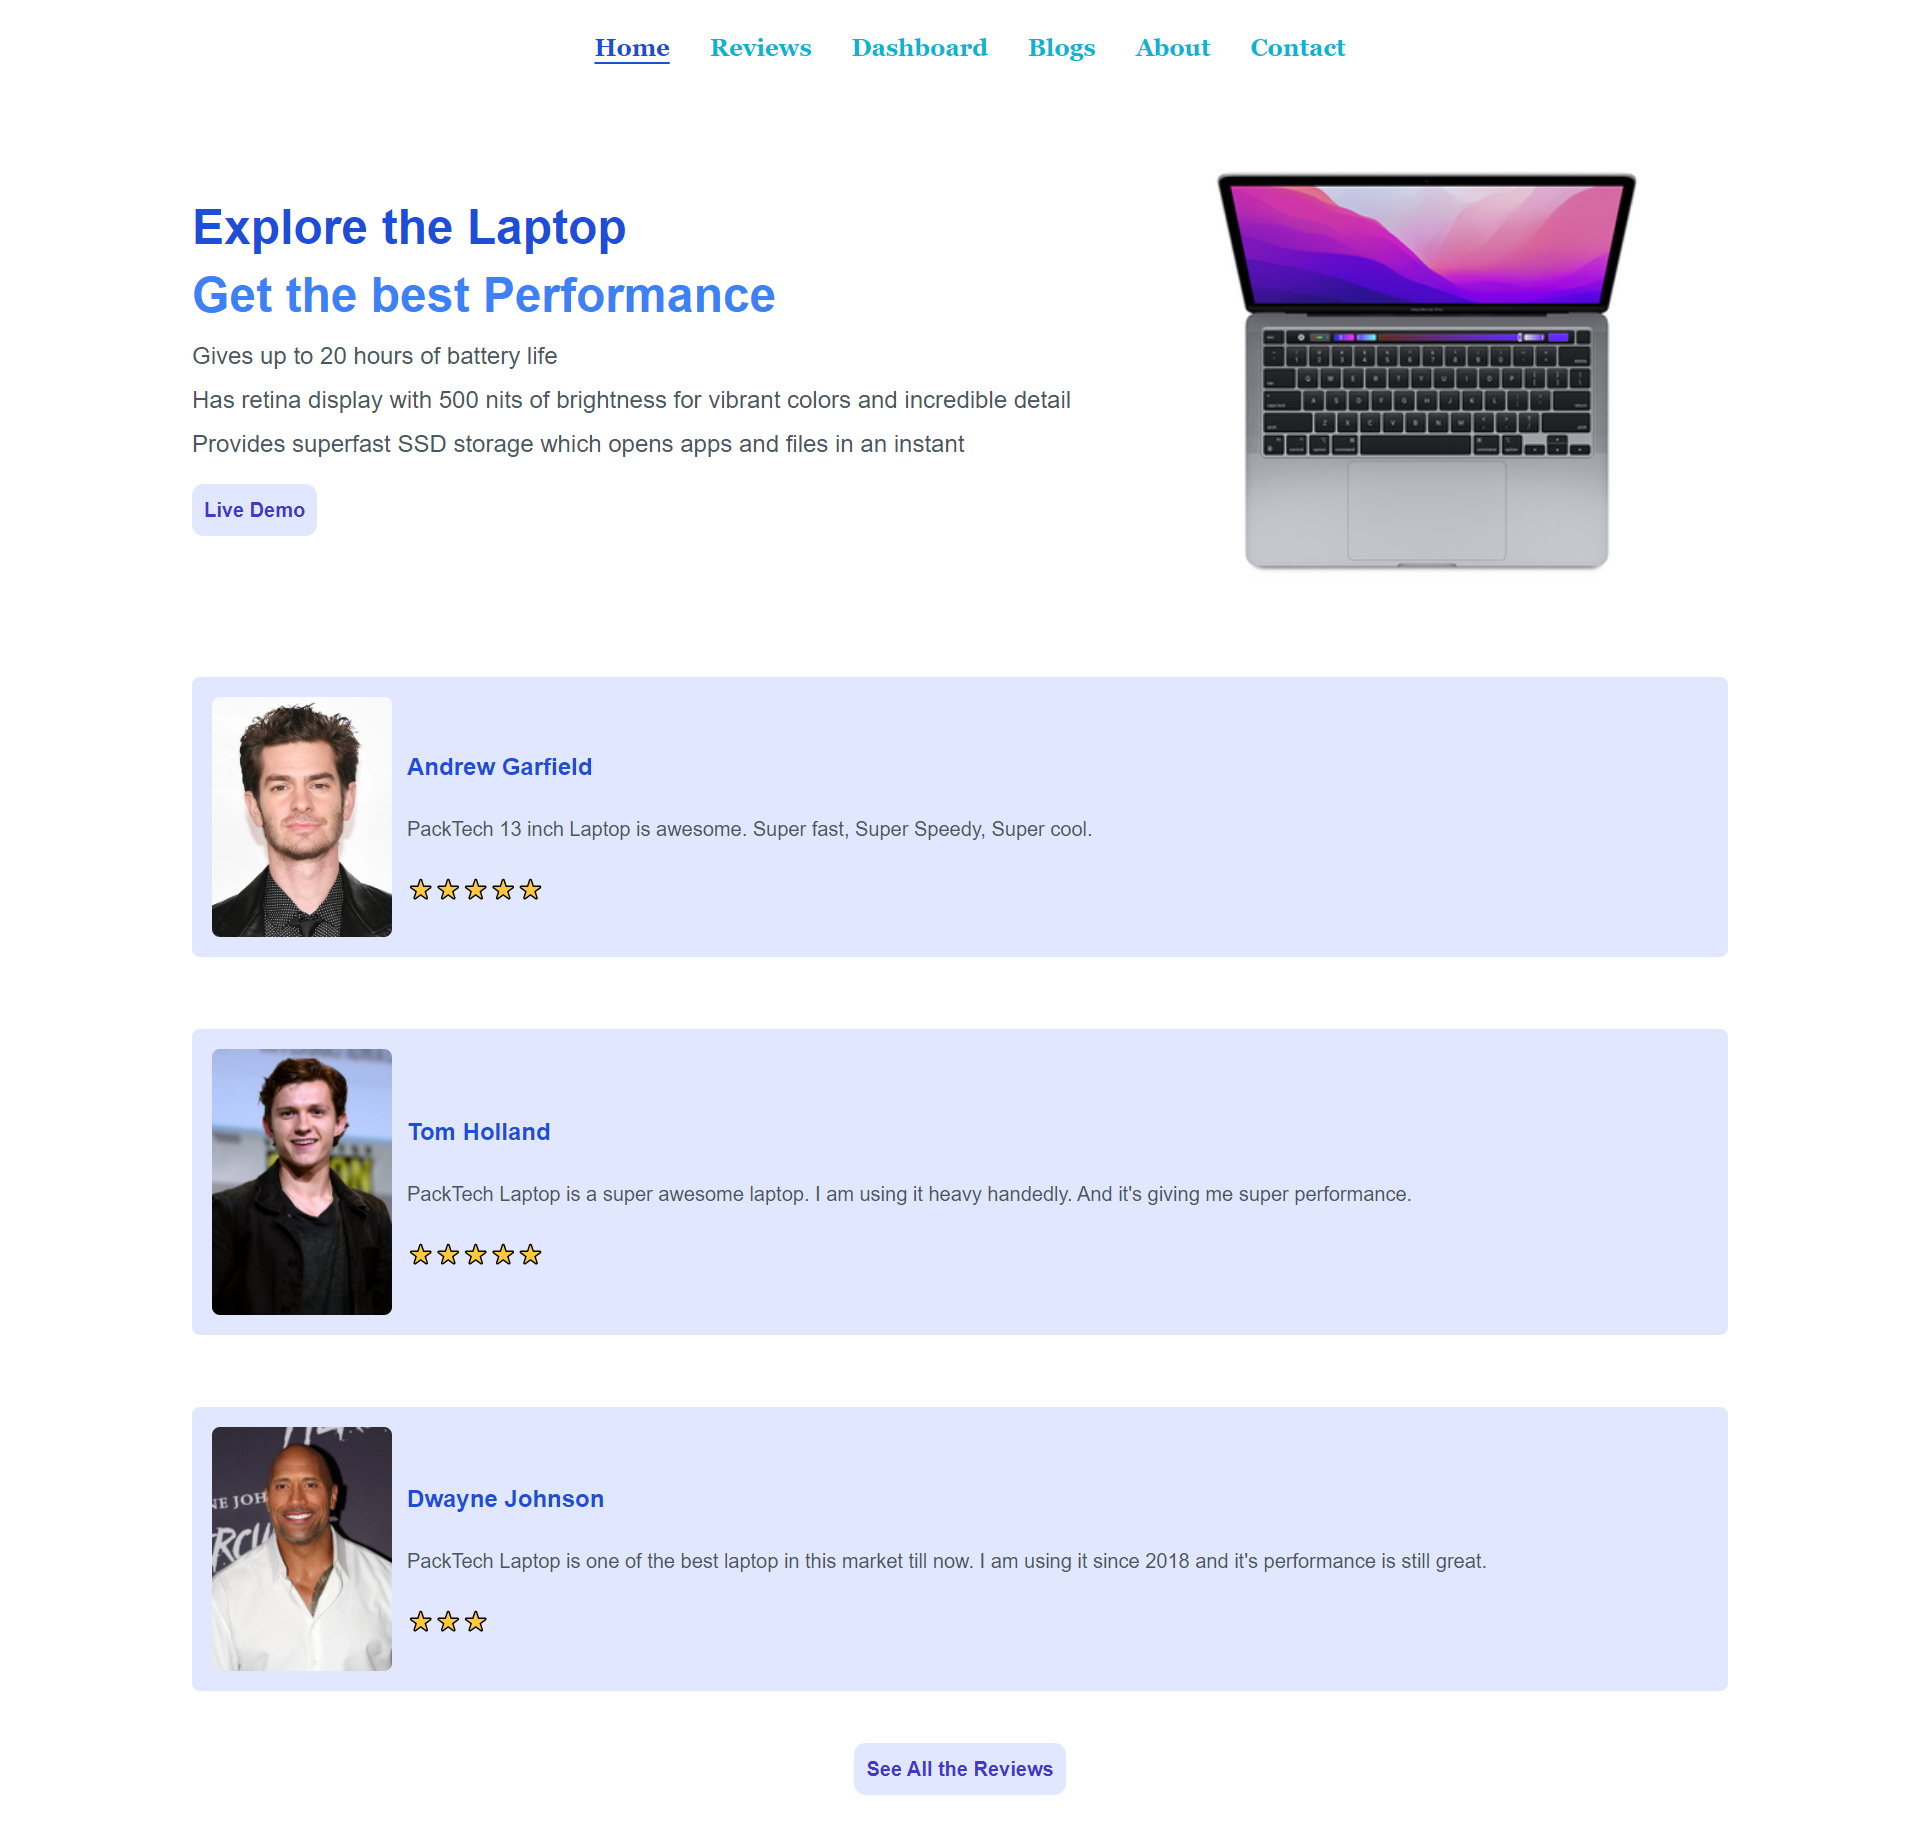 Home Reviews Dashboard Blogs About Contact
Explore the Laptop
Get the best Performance
Gives up to 20 hours of battery life
Has retina display with 500 nits of brightness for vibrant colors and incredible detail
Provides superfast SSD storage which opens apps and files in an instant
Live Demo
Andrew Garfield
PackTech 13 inch Laptop is awesome. Super fast, Super Speedy, Super cool.
Tom Holland
PackTech Laptop is a super awesome laptop. I am using it heavy handedly. And it's giving me super performance.
NE JOH
Dwayne Johnson
PackTech Laptop is one of the best laptop in this market till now. I am using it since 2018 and it's performance is still great.
See All the Reviews